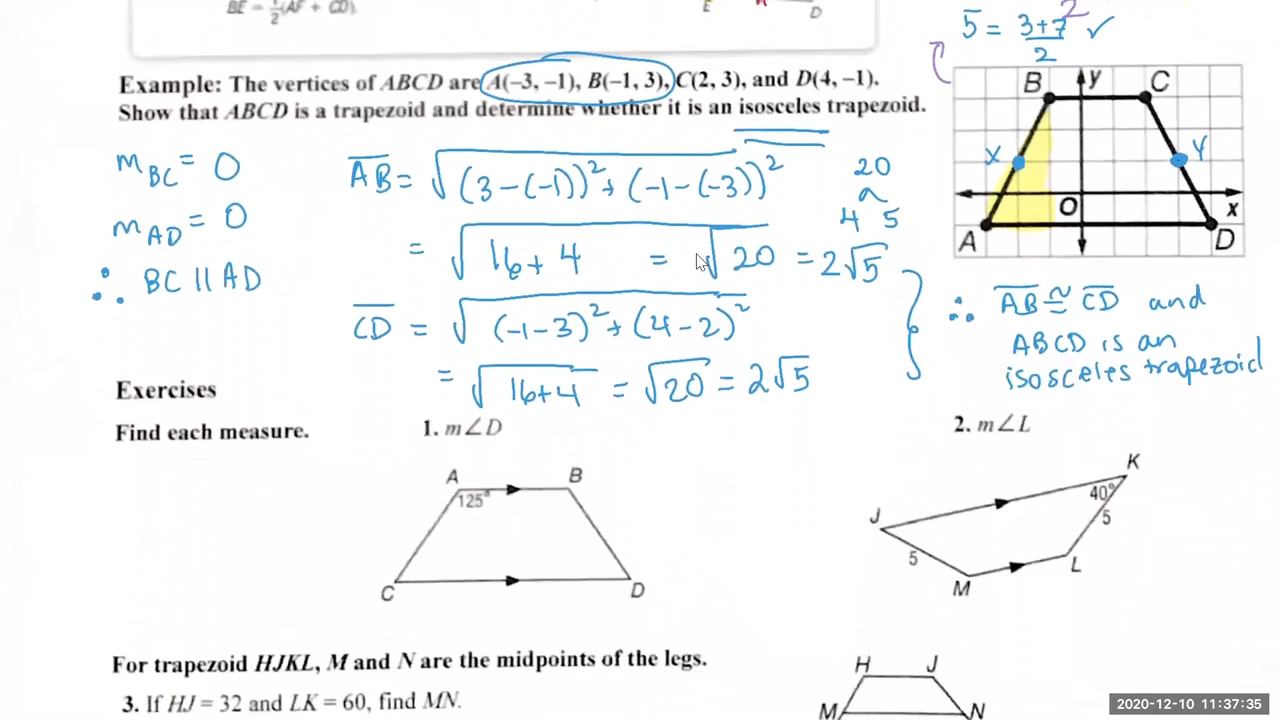 BE = 1/2(AF + CD).
E
D
5 = 3+7/2 ✓
2
Example: The vertices of ABCD are A(–3, –1), B(–1, 3), C(2, 3), and D(4, –1).
Show that ABCD is a trapezoid and determine whether it is an isosceles trapezoid.
m_BC = 0
m_AD = 0
∴ BC || AD
AB = √(3-(-1))² + (-1-(-3))²
= √16+4 = √20 = 2√5
20
4 5
CD = √(-1-3)² + (4-2)²
= √16+4 = √20 = 2√5
B
y
C
X
Y
O
x
A
D
∴ AB ≅ CD and
ABCD is an
isosceles trapezoid
Exercises
Find each measure.
1. m∠D
A
B
125°
C
D
2. m∠L
K
40°
J
5
5
L
M
For trapezoid HJKL, M and N are the midpoints of the legs.
3. If HJ = 32 and LK = 60, find MN.
H
J
M
N
2020-12-10 11:37:35